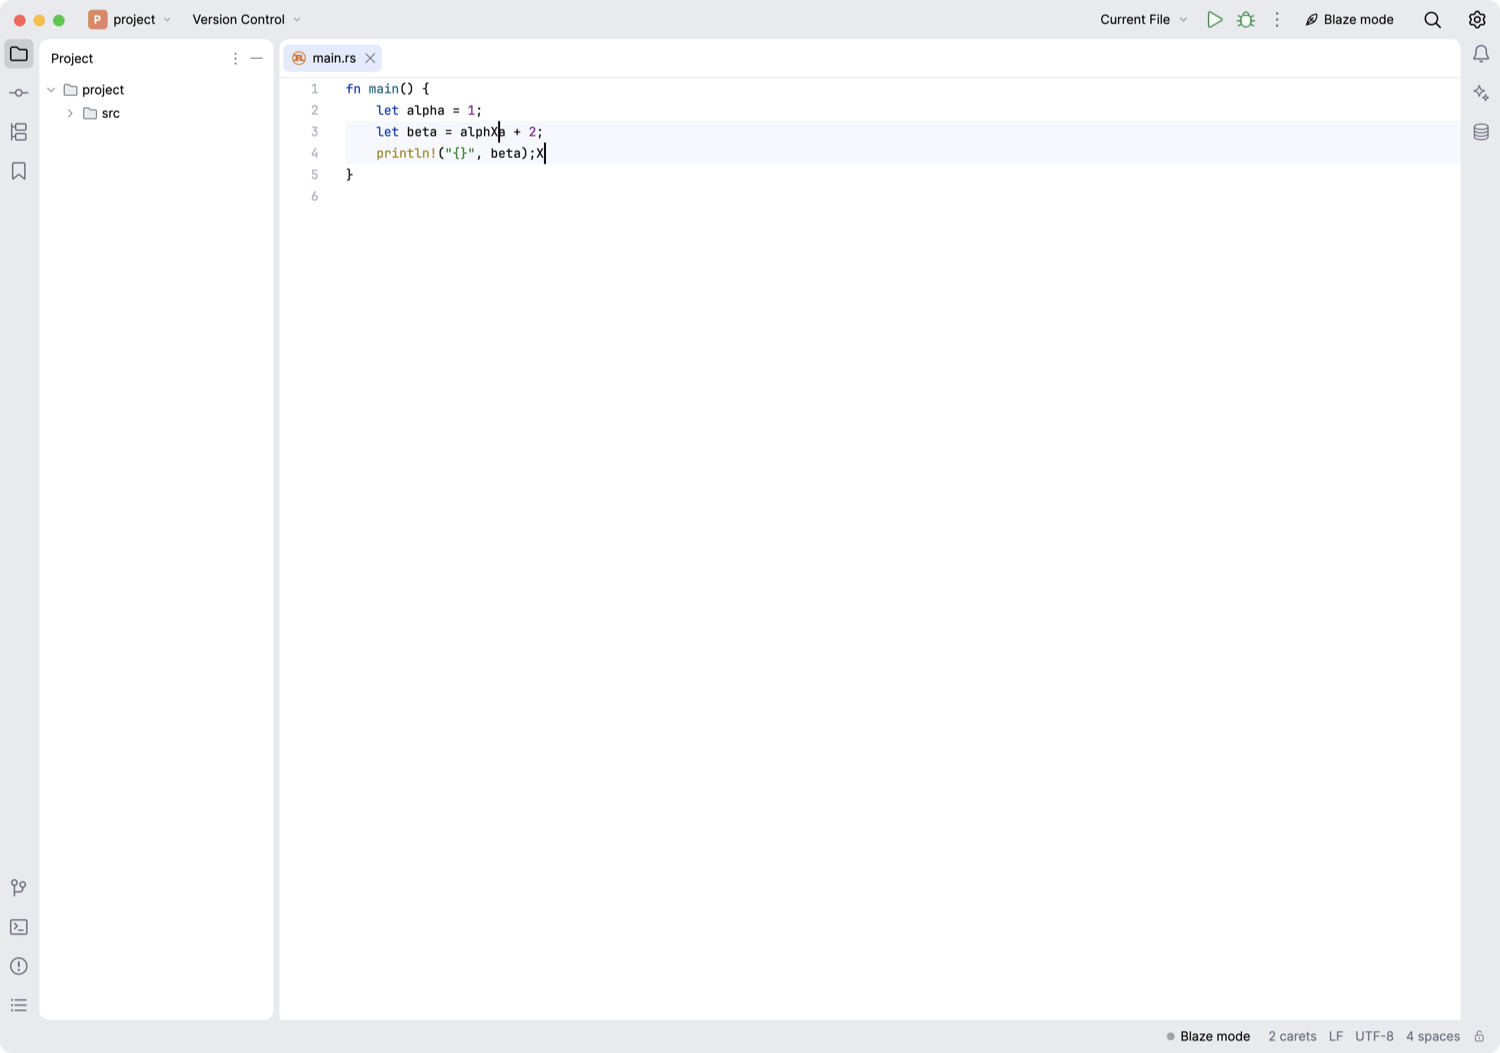 P project Version Control Current File Blaze mode
Project
project
src
main.rs
1 fn main() {
2     let alpha = 1;
3     let beta = alphXa + 2;
4     println!("{}", beta);X
5 }
6
Blaze mode 2 carets LF UTF-8 4 spaces